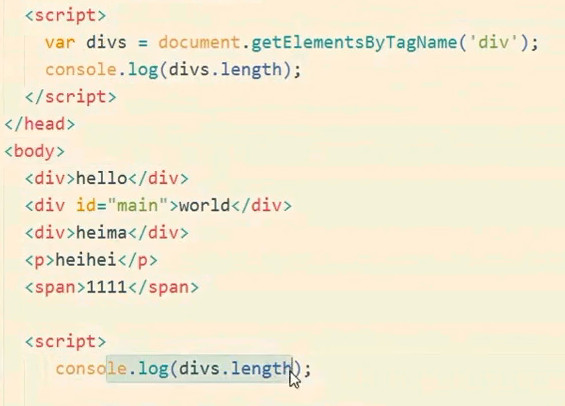 <script>
var divs = document.getElementsByTagName('div');
console.log(divs.length);
</script>
</head>
<body>
<div>hello</div>
<div id="main">world</div>
<div>heima</div>
<p>heihei</p>
<span>1111</span>
<script>
console.log(divs.length);